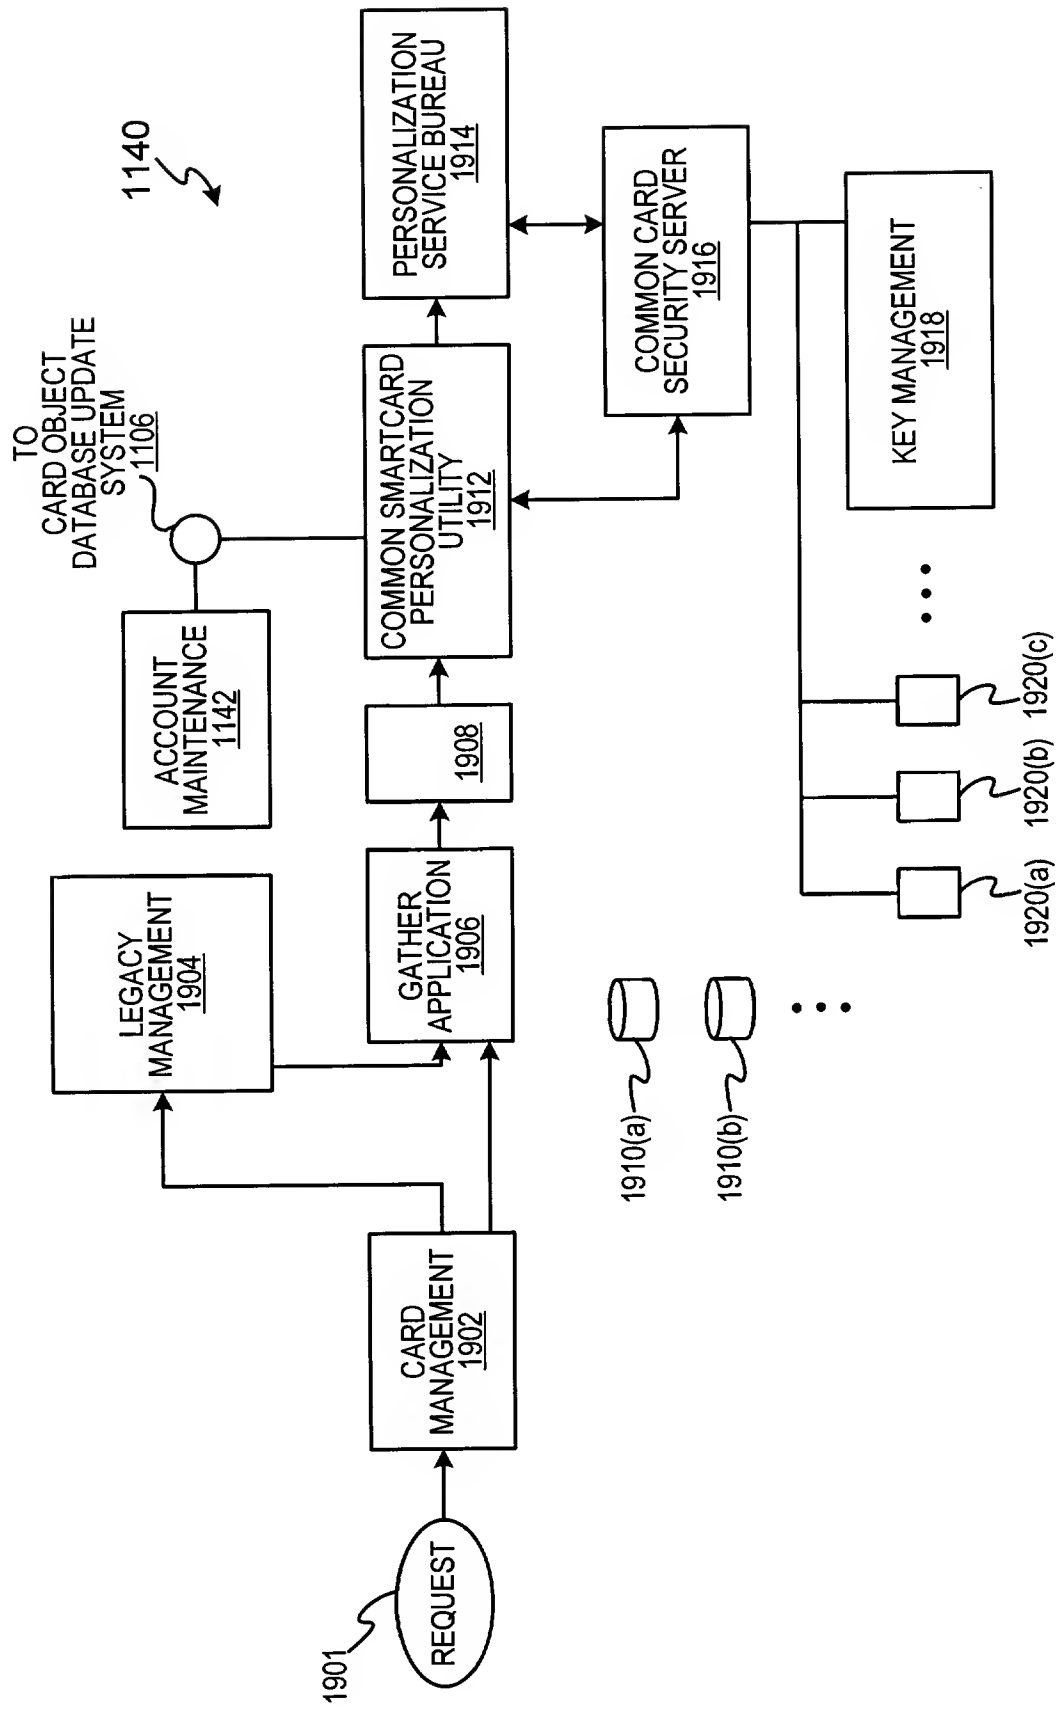 1140
TO
CARD OBJECT
DATABASE UPDATE
SYSTEM
1106
ACCOUNT
MAINTENANCE
1142
LEGACY
MANAGEMENT
1904
1901
REQUEST
CARD
MANAGEMENT
1902
GATHER
APPLICATION
1906
1908
COMMON SMARTCARD
PERSONALIZATION
UTILITY
1912
PERSONALIZATION
SERVICE BUREAU
1914
COMMON CARD
SECURITY SERVER
1916
1910(a)
1910(b)
KEY MANAGEMENT
1918
1920(a)
1920(b)
1920(c)